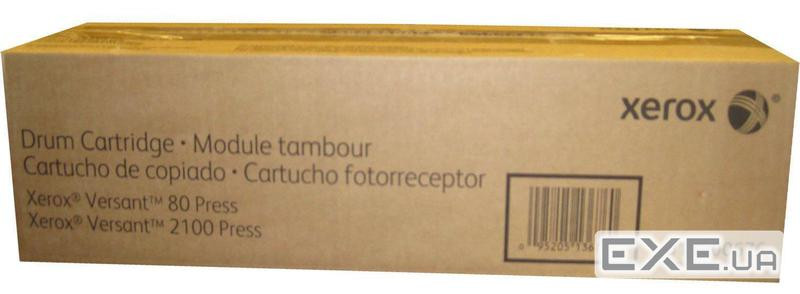 xerox
Drum Cartridge · Module tambour
Cartucho de copiado · Cartucho fotorreceptor
Xerox® Versant™ 80 Press
Xerox® Versant™ 2100 Press
EXE.ua